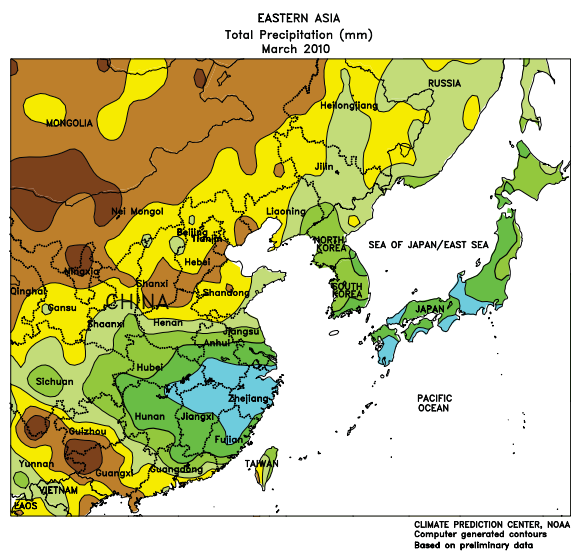 EASTERN ASIA
Total Precipitation (mm)
March 2010
RUSSIA
Heilongjiang
MONGOLIA
Jilin
Nei Mongol
Liaoning
Beijing
Tianjin
NORTH
KOREA
SEA OF JAPAN/EAST SEA
Hebei
Ningxia
Shanxi
Qinghai
Shandong
SOUTH
KOREA
CHINA
Gansu
JAPAN
Shaanxi
Henan
Jiangsu
Anhui
Hubei
Sichuan
Zhejiang
PACIFIC
OCEAN
Hunan
Jiangxi
Guizhou
Fujian
Yunnan
Guangxi
Guangdong
TAIWAN
VIETNAM
LAOS
CLIMATE PREDICTION CENTER, NOAA
Computer generated contours
Based on preliminary data